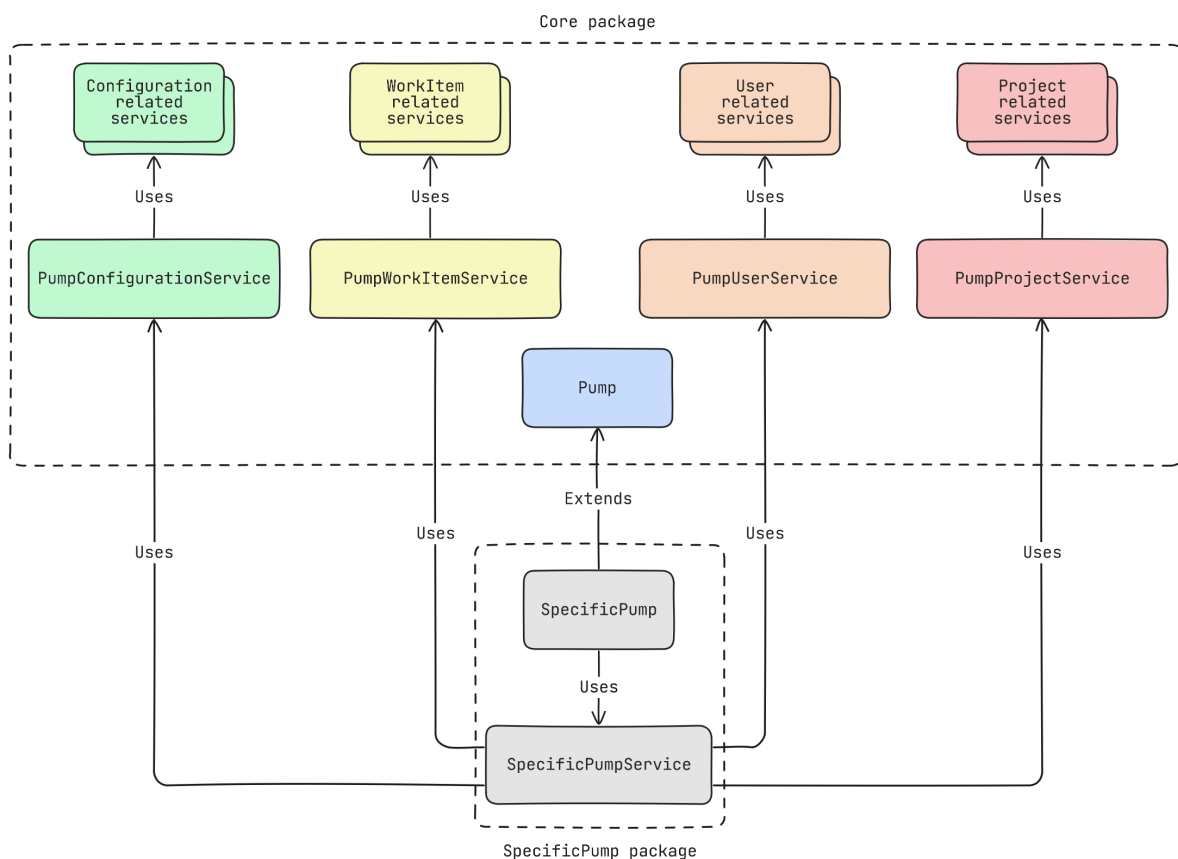 Core package
Configuration
related
services
WorkItem
related
services
User
related
services
Project
related
services
Uses
Uses
Uses
Uses
PumpConfigurationService
PumpWorkItemService
PumpUserService
PumpProjectService
Pump
Extends
Uses
Uses
Uses
Uses
SpecificPump
Uses
SpecificPumpService
SpecificPump package